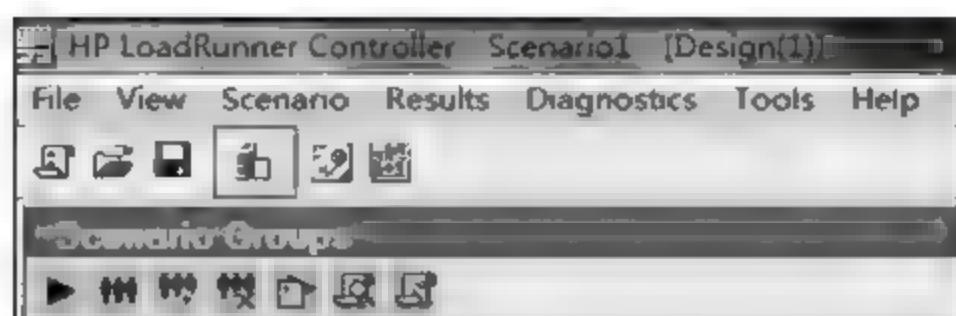 HP LoadRunner Controller Scenario1 [Design(1)]
File View Scenario Results Diagnostics Tools Help
Scenario Groups